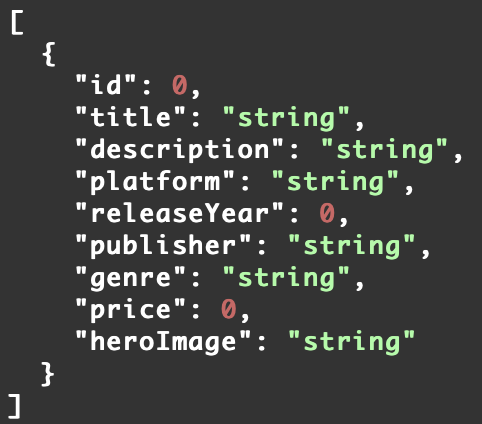 [
  {
    "id": 0,
    "title": "string",
    "description": "string",
    "platform": "string",
    "releaseYear": 0,
    "publisher": "string",
    "genre": "string",
    "price": 0,
    "heroImage": "string"
  }
]